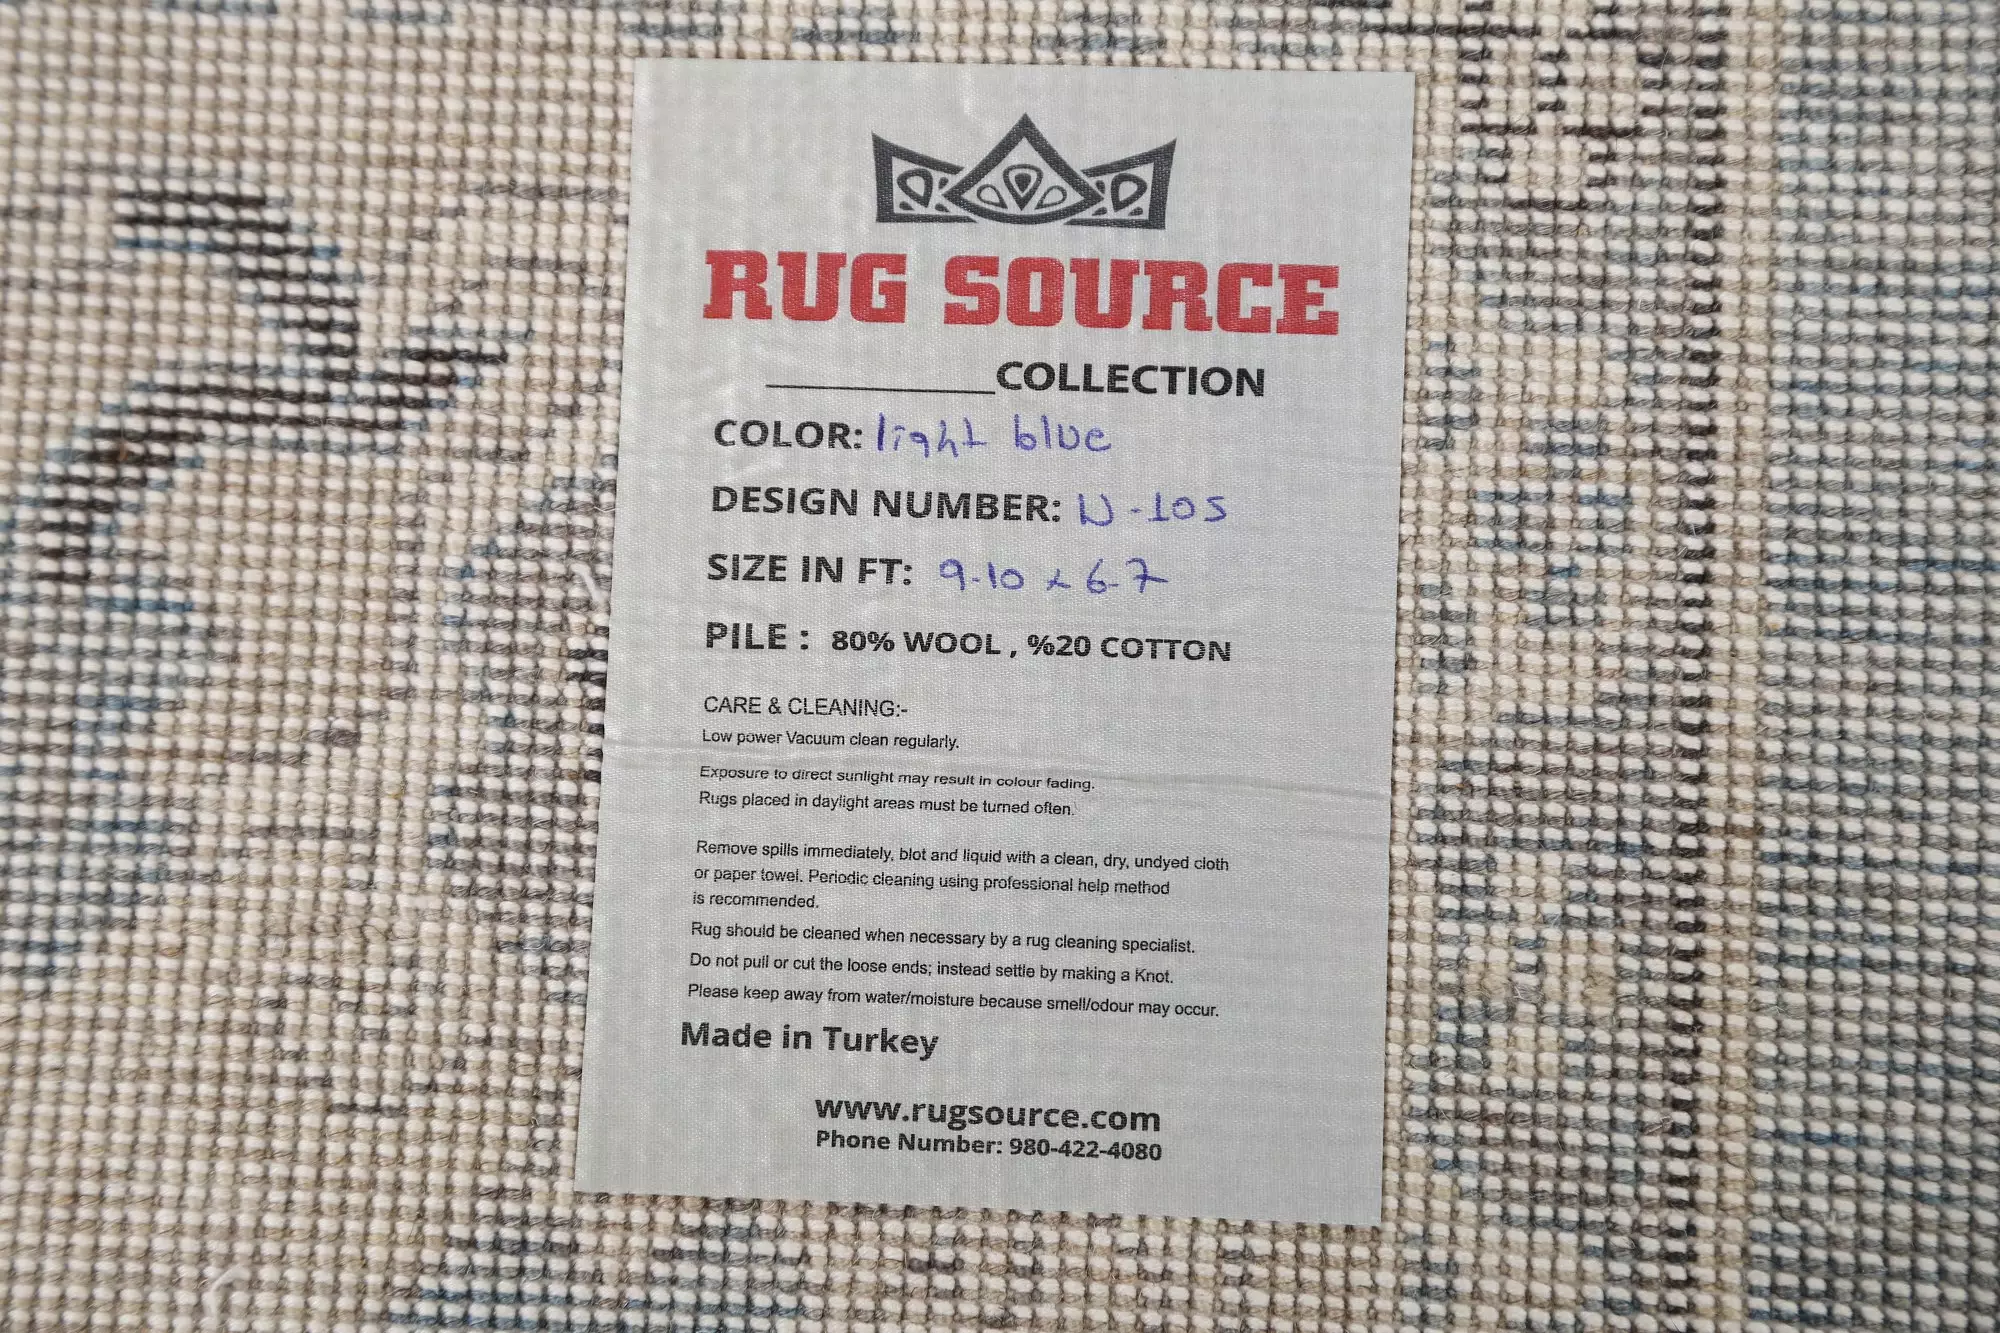 RUG SOURCE
__________COLLECTION
COLOR: light blue
DESIGN NUMBER: U-105
SIZE IN FT: 9-10 x 6-7
PILE : 80% WOOL , %20 COTTON
CARE & CLEANING:-
Low power Vacuum clean regularly.
Exposure to direct sunlight may result in colour fading.
Rugs placed in daylight areas must be turned often.
Remove spills immediately, blot and liquid with a clean, dry, undyed cloth
or paper towel. Periodic cleaning using professional help method
is recommended.
Rug should be cleaned when necessary by a rug cleaning specialist.
Do not pull or cut the loose ends; instead settle by making a Knot.
Please keep away from water/moisture because smell/odour may occur.
Made in Turkey
www.rugsource.com
Phone Number: 980-422-4080